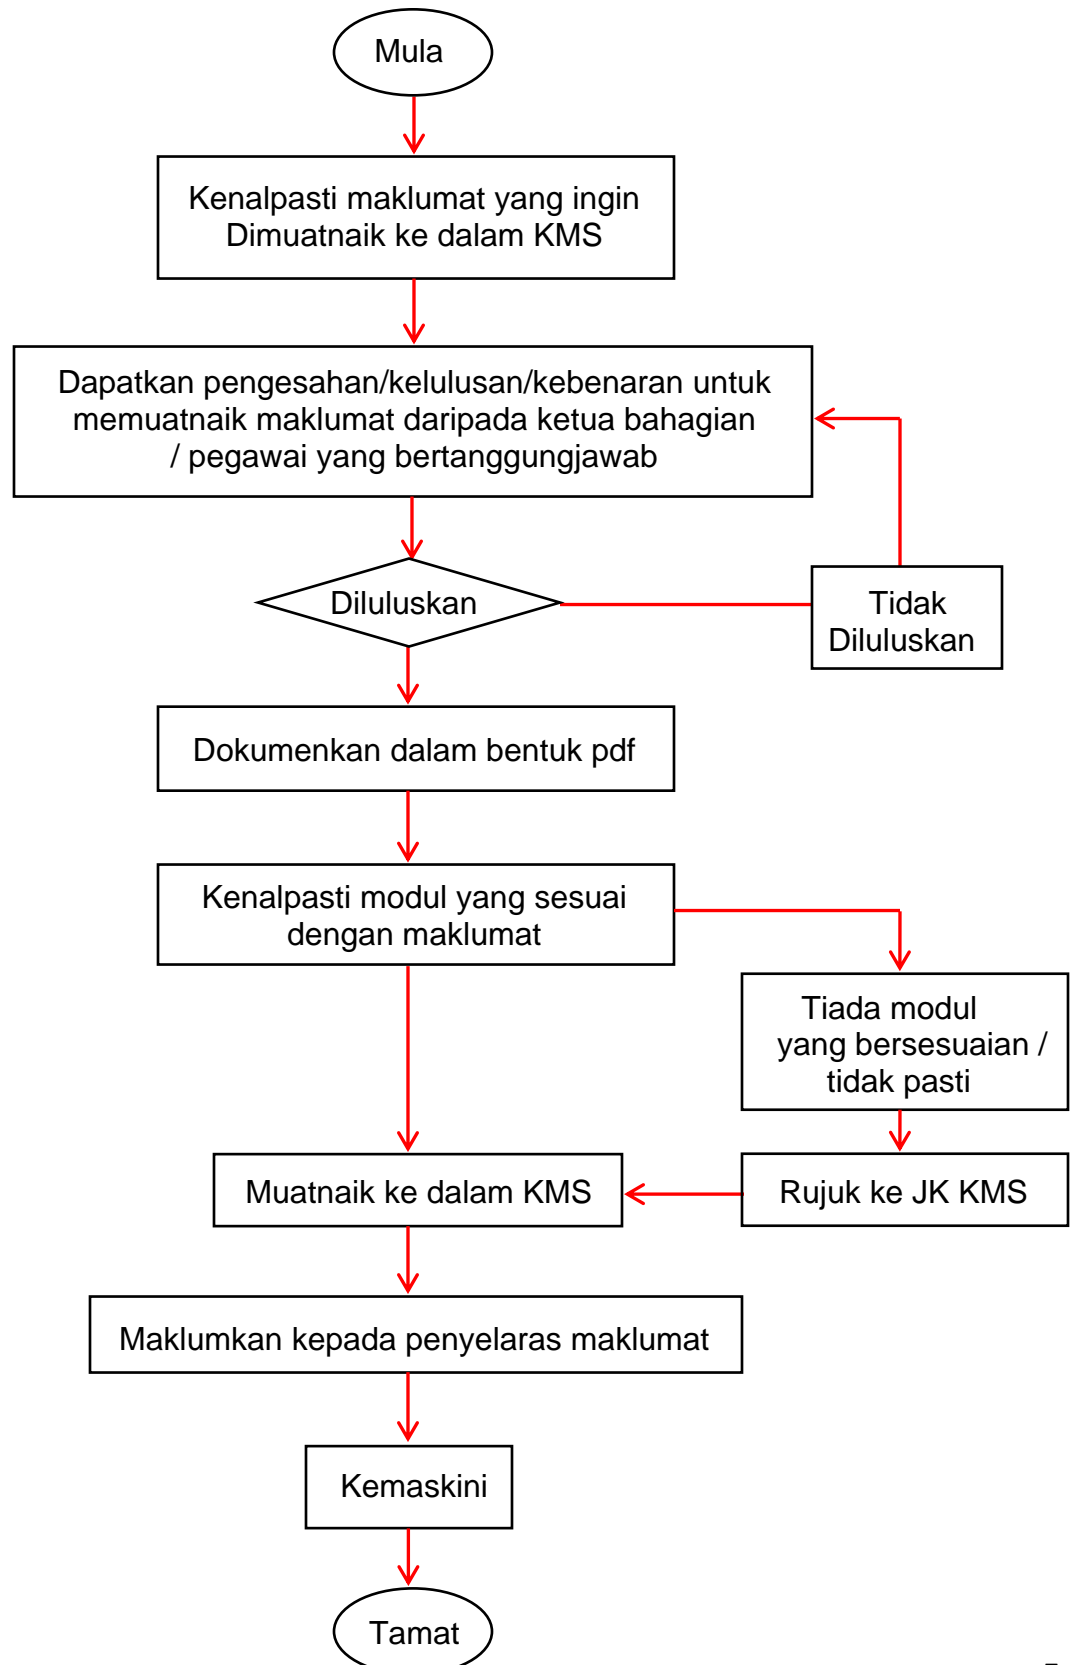 Mula
Kenalpasti maklumat yang ingin
Dimuatnaik ke dalam KMS
Dapatkan pengesahan/kelulusan/kebenaran untuk
memuatnaik maklumat daripada ketua bahagian
/ pegawai yang bertanggungjawab
Diluluskan
Tidak
Diluluskan
Dokumenkan dalam bentuk pdf
Kenalpasti modul yang sesuai
dengan maklumat
Tiada modul
yang bersesuaian /
tidak pasti
Muatnaik ke dalam KMS
Rujuk ke JK KMS
Maklumkan kepada penyelaras maklumat
Kemaskini
Tamat